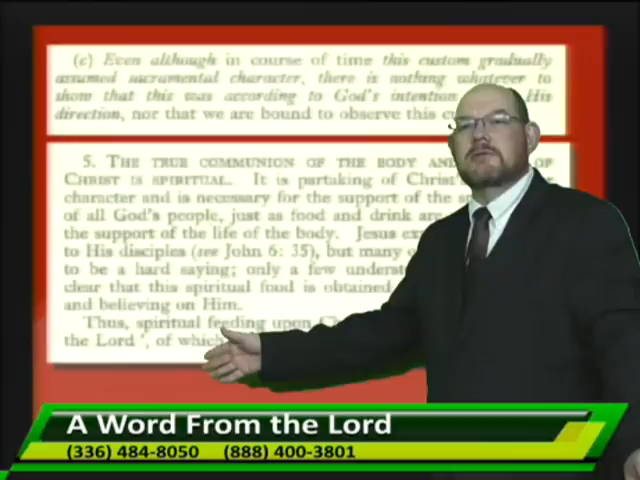 (c) Even although in course of time this custom gradually
assumed sacramental character, there is nothing whatever to
show that this was according to God's intention His
direction, nor that we are bound to observe this
5. THE TRUE COMMUNION OF THE BODY AND OF
CHRIST IS SPIRITUAL. It is partaking of Christ's
character and is necessary for the support of the
of all God's people, just as food and drink are
the support of the life of the body. Jesus
to His disciples (see John 6: 35), but many
to be a hard saying; only a few
clear that this spiritual food is obtained
and believing on Him.
Thus, spiritual feeding upon
the Lord', of which
A Word From the Lord
(336) 484-8050 (888) 400-3801